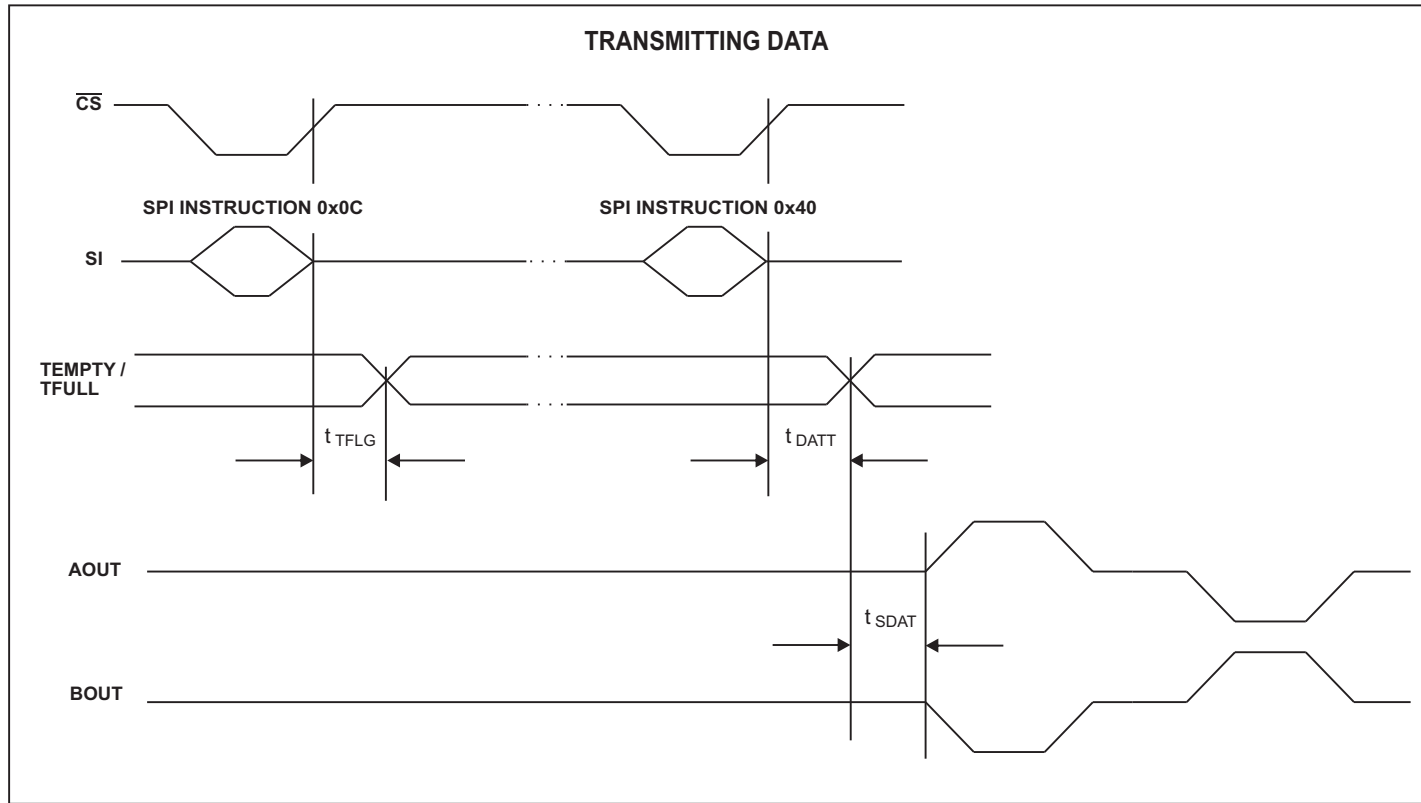 TRANSMITTING DATA
CS
SPI INSTRUCTION 0x0C
SPI INSTRUCTION 0x40
SI
TEMPTY /
TFULL
t TFLG
t DATT
AOUT
t SDAT
BOUT